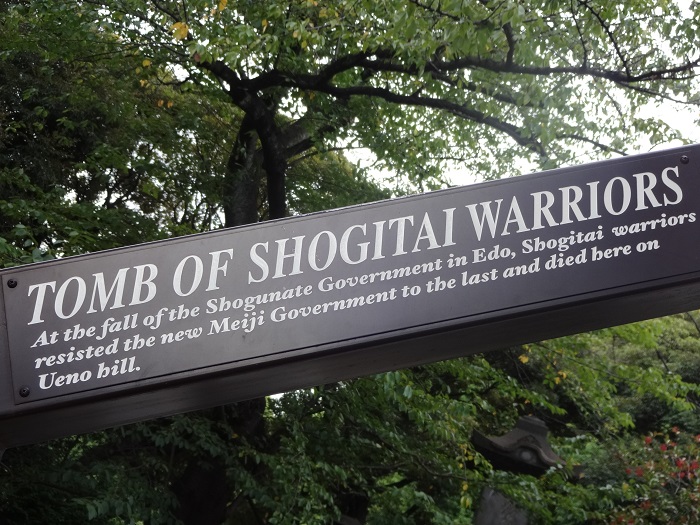 TOMB OF SHOGITAI WARRIORS
At the fall of the Shogunate Government in Edo, Shogitai warriors
resisted the new Meiji Government to the last and died here on
Ueno hill.